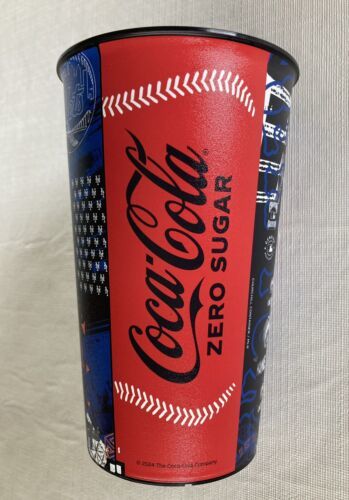 Coca-Cola®
ZERO SUGAR
© 2024 The Coca-Cola Company